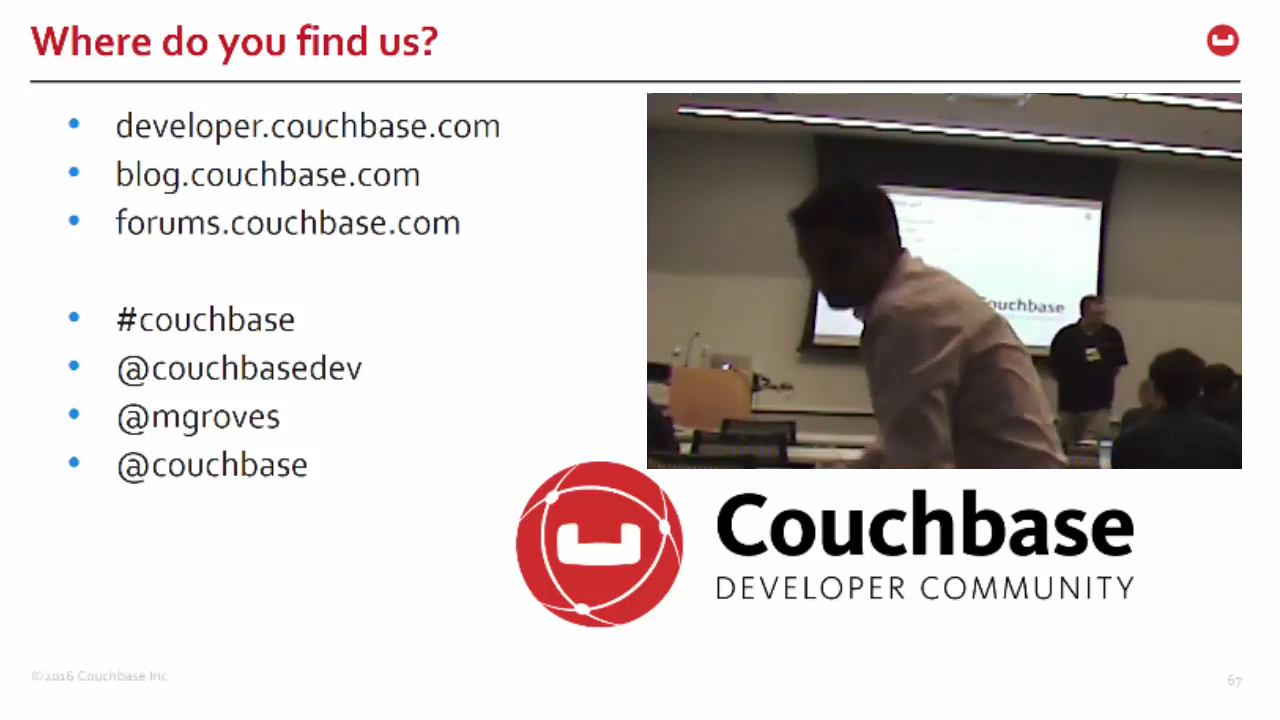 Where do you find us?
developer.couchbase.com
blog.couchbase.com
forums.couchbase.com
#couchbase
@couchbasedev
@mgroves
@couchbase
Couchbase
Couchbase
DEVELOPER COMMUNITY
©2016 Couchbase Inc.
67